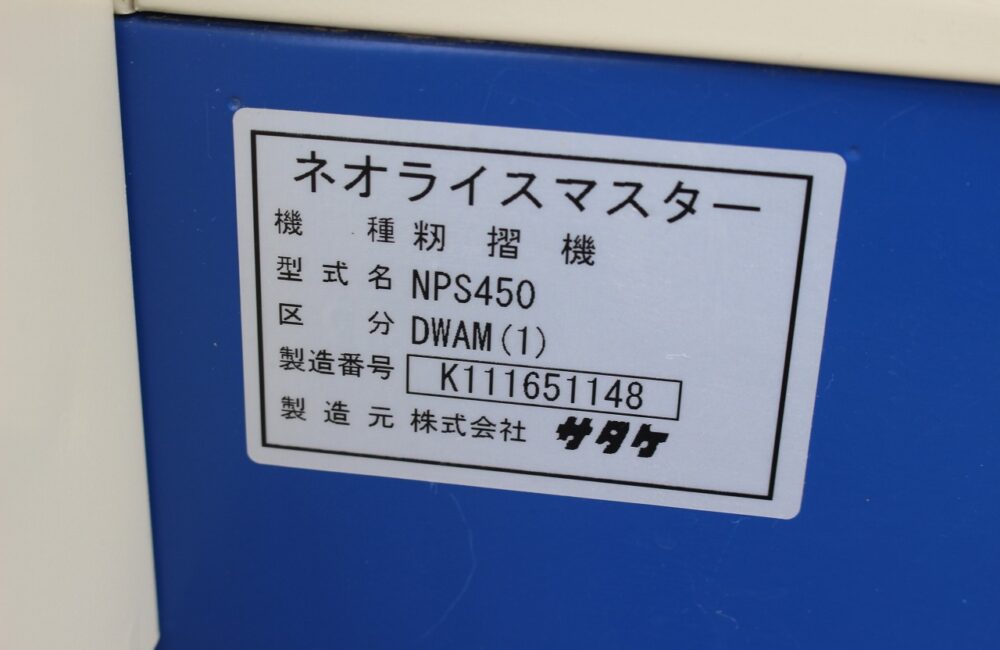 ネオライスマスター
機種 籾摺機
型式名 NPS450
区分 DWAM(1)
製造番号 K111651148
製造元 株式会社 サタケ